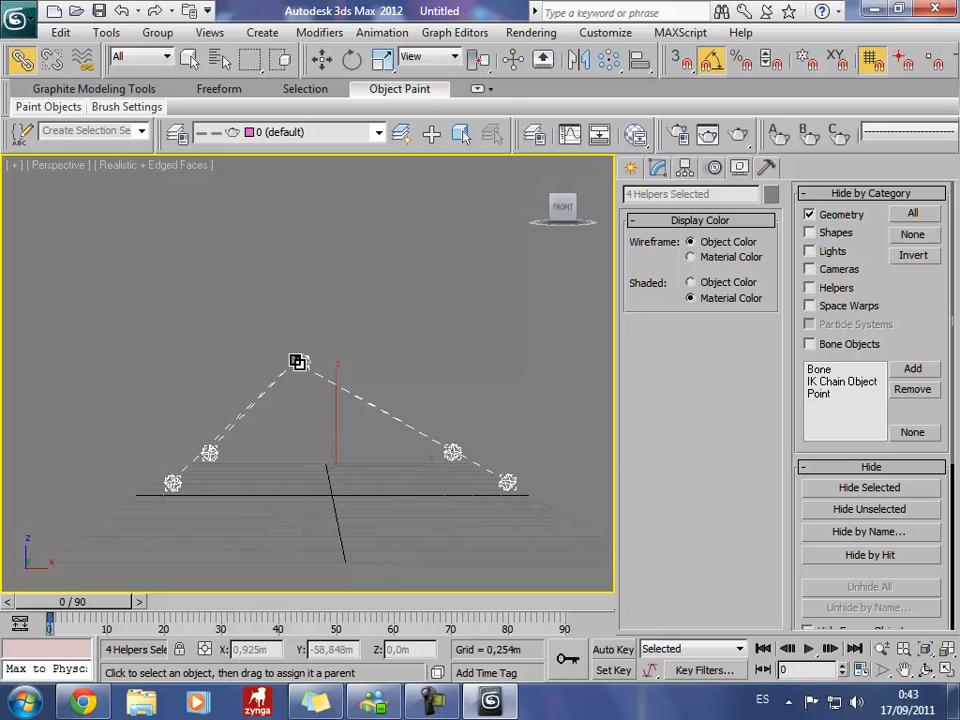 Autodesk 3ds Max 2012 Untitled Type a keyword or phrase
Edit Tools Group Views Create Modifiers Animation Graph Editors Rendering Customize MAXScript Help
All View 3 % XY
Graphite Modeling Tools Freeform Selection Object Paint
Paint Objects Brush Settings
ABC Create Selection Se 0 (default) A B C
[ + ] [ Perspective ] [ Realistic + Edged Faces ]
FRONT
z
z
x
4 Helpers Selected
- Display Color
Wireframe: Object Color
Material Color
Shaded: Object Color
Material Color
- Hide by Category
Geometry All
Shapes None
Lights Invert
Cameras
Helpers
Space Warps
Particle Systems
Bone Objects
Bone Add
IK Chain Object Remove
Point
None
- Hide
Hide Selected
Hide Unselected
Hide by Name...
Hide by Hit
Unhide All
Unhide by Name...
< 0 / 90 >
0 10 20 30 40 50 60 70 80 90
4 Helpers Sele X: 0,925m Y: -58,848m Z: 0,0m Grid = 0,254m Auto Key Selected
Max to Physc Click to select an object, then drag to assign it a parent Add Time Tag Set Key Key Filters... 0
zynga ES 0:43
17/09/2011